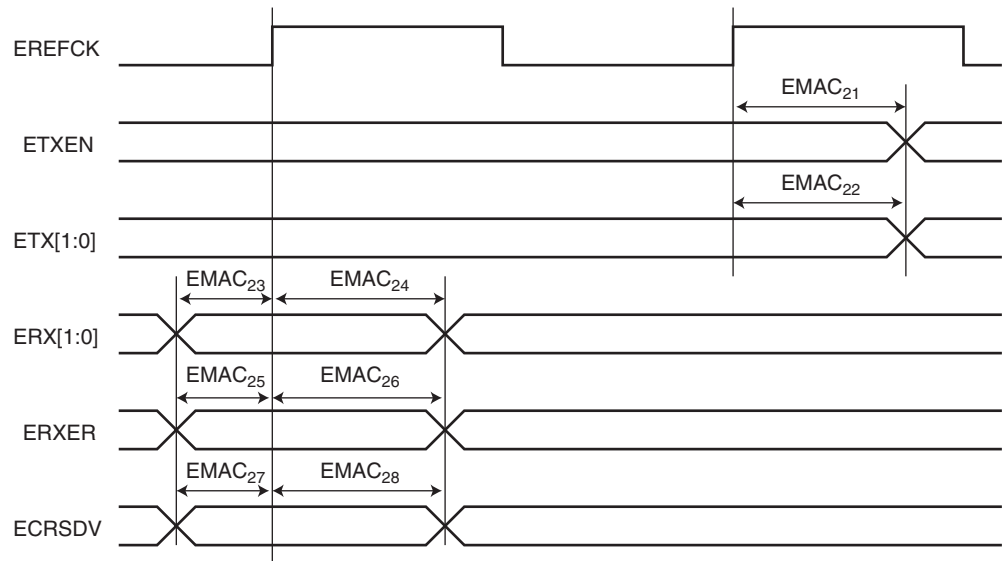 EREFCK
EMAC21
ETXEN
EMAC22
ETX[1:0]
EMAC23 EMAC24
ERX[1:0]
EMAC25 EMAC26
ERXER
EMAC27 EMAC28
ECRSDV